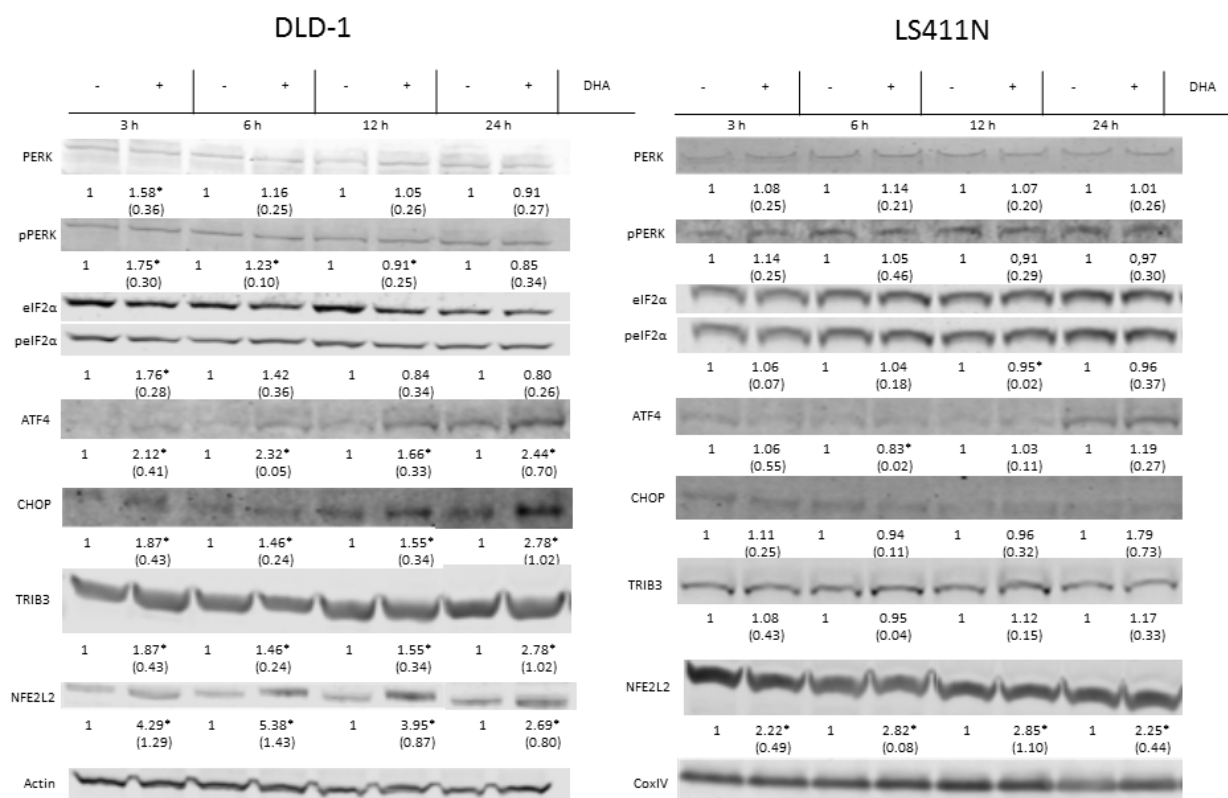 DLD-1
- + - + - + - + DHA
3 h 6 h 12 h 24 h
PERK
1 1.58* 1 1.16 1 1.05 1 0.91
(0.36) (0.25) (0.26) (0.27)
pPERK
1 1.75* 1 1.23* 1 0.91* 1 0.85
(0.30) (0.10) (0.25) (0.34)
eIF2α
peIF2α
1 1.76* 1 1.42 1 0.84 1 0.80
(0.28) (0.36) (0.34) (0.26)
ATF4
1 2.12* 1 2.32* 1 1.66* 1 2.44*
(0.41) (0.05) (0.33) (0.70)
CHOP
1 1.87* 1 1.46* 1 1.55* 1 2.78*
(0.43) (0.24) (0.34) (1.02)
TRIB3
1 1.87* 1 1.46* 1 1.55* 1 2.78*
(0.43) (0.24) (0.34) (1.02)
NFE2L2
1 4.29* 1 5.38* 1 3.95* 1 2.69*
(1.29) (1.43) (0.87) (0.80)
Actin
LS411N
- + - + - + - + DHA
3 h 6 h 12 h 24 h
PERK
1 1.08 1 1.14 1 1.07 1 1.01
(0.25) (0.21) (0.20) (0.26)
pPERK
1 1.14 1 1.05 1 0,91 1 0,97
(0.25) (0.46) (0.29) (0.30)
eIF2α
peIF2α
1 1.06 1 1.04 1 0.95* 1 0.96
(0.07) (0.18) (0.02) (0.37)
ATF4
1 1.06 1 0.83* 1 1.03 1 1.19
(0.55) (0.02) (0.11) (0.27)
CHOP
1 1.11 1 0.94 1 0.96 1 1.79
(0.25) (0.11) (0.32) (0.73)
TRIB3
1 1.08 1 0.95 1 1.12 1 1.17
(0.43) (0.04) (0.15) (0.33)
NFE2L2
1 2.22* 1 2.82* 1 2.85* 1 2.25*
(0.49) (0.08) (1.10) (0.44)
CoxIV